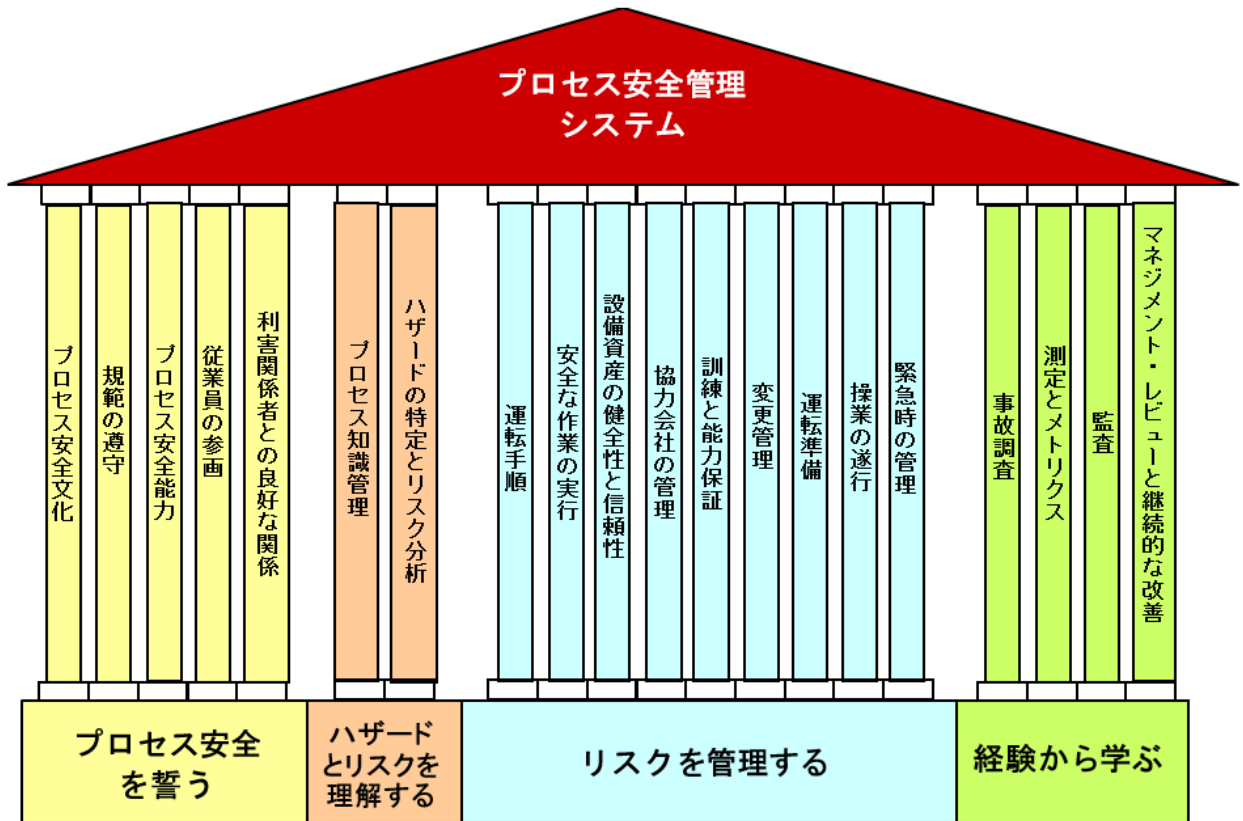 プロセス安全管理
システム
プロセス安全文化
規範の遵守
プロセス安全能力
従業員の参画
利害関係者との良好な関係
プロセス知識管理
ハザードの特定とリスク分析
運転手順
安全な作業の実行
設備資産の健全性と信頼性
協力会社の管理
訓練と能力保証
変更管理
運転準備
操業の遂行
緊急時の管理
事故調査
測定とメトリクス
監査
マネジメント・レビューと継続的な改善
プロセス安全
を誓う
ハザード
とリスクを
理解する
リスクを管理する
経験から学ぶ